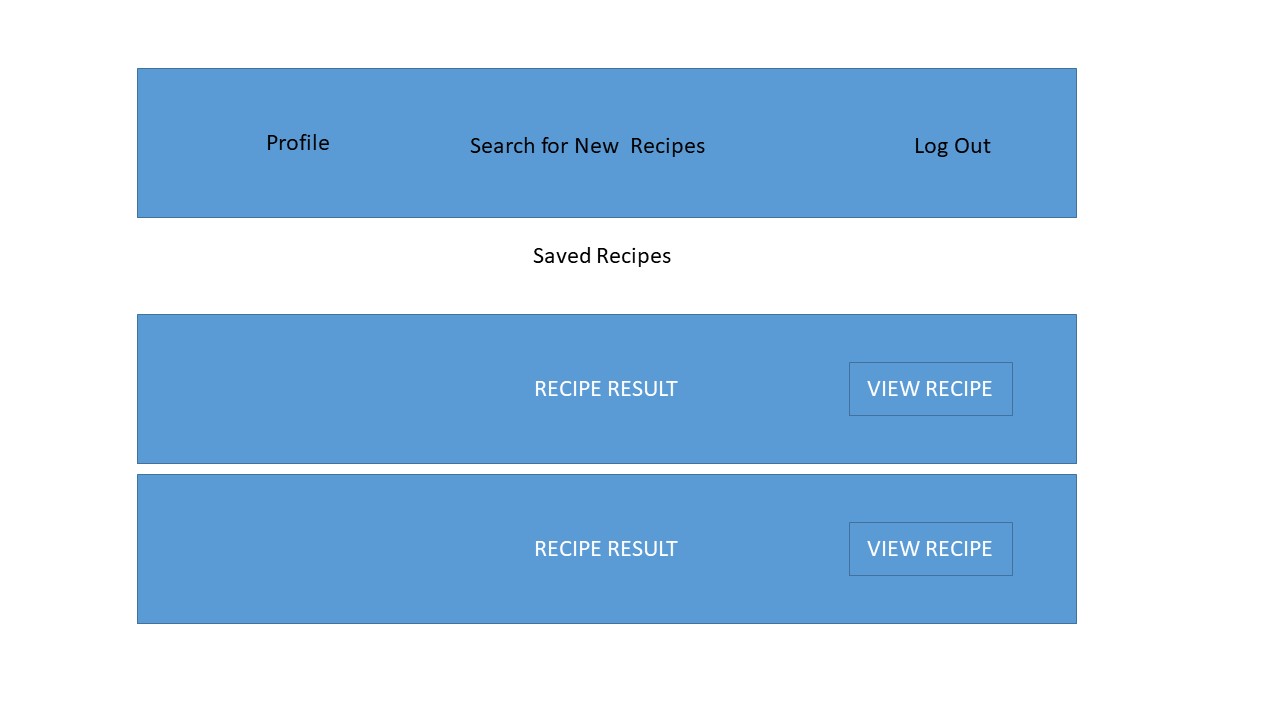 Profile
Search for New  Recipes
Log Out
Saved Recipes
RECIPE RESULT
VIEW RECIPE
RECIPE RESULT
VIEW RECIPE